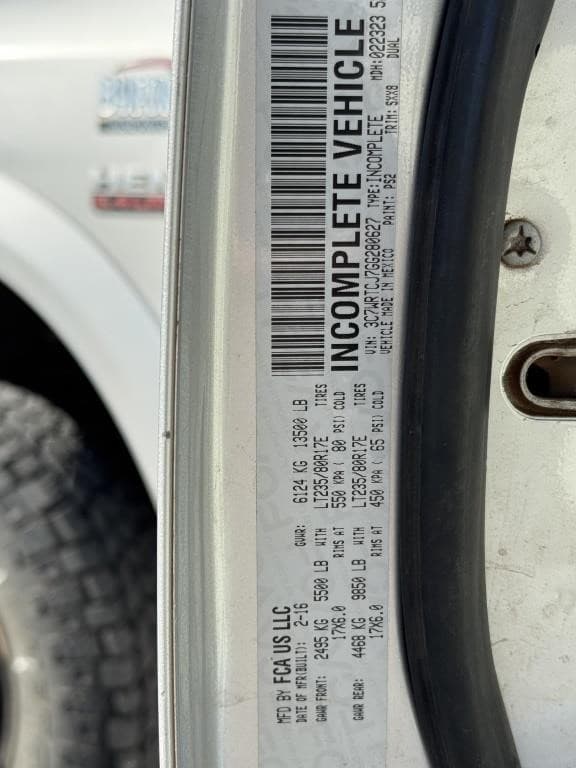 MFD BY FCA US LLC
DATE OF MFR(BUILT): 2-16 GVWR: 6124 KG 13500 LB
GAWR FRONT: 2495 KG 5500 LB WITH LT235/80R17E TIRES
17X6.0 RIMS AT 550 KPA ( 80 PSI) COLD
GAWR REAR: 4468 KG 9850 LB WITH LT235/80R17E TIRES
17X6.0 RIMS AT 450 KPA ( 65 PSI) COLD
INCOMPLETE VEHICLE
MDH: 022323 5
VIN: 3C7WRTCJ7GG280627 TYPE: INCOMPLETE DUAL
VEHICLE MADE IN MEXICO PAINT: PS2 TRIM: SXX8